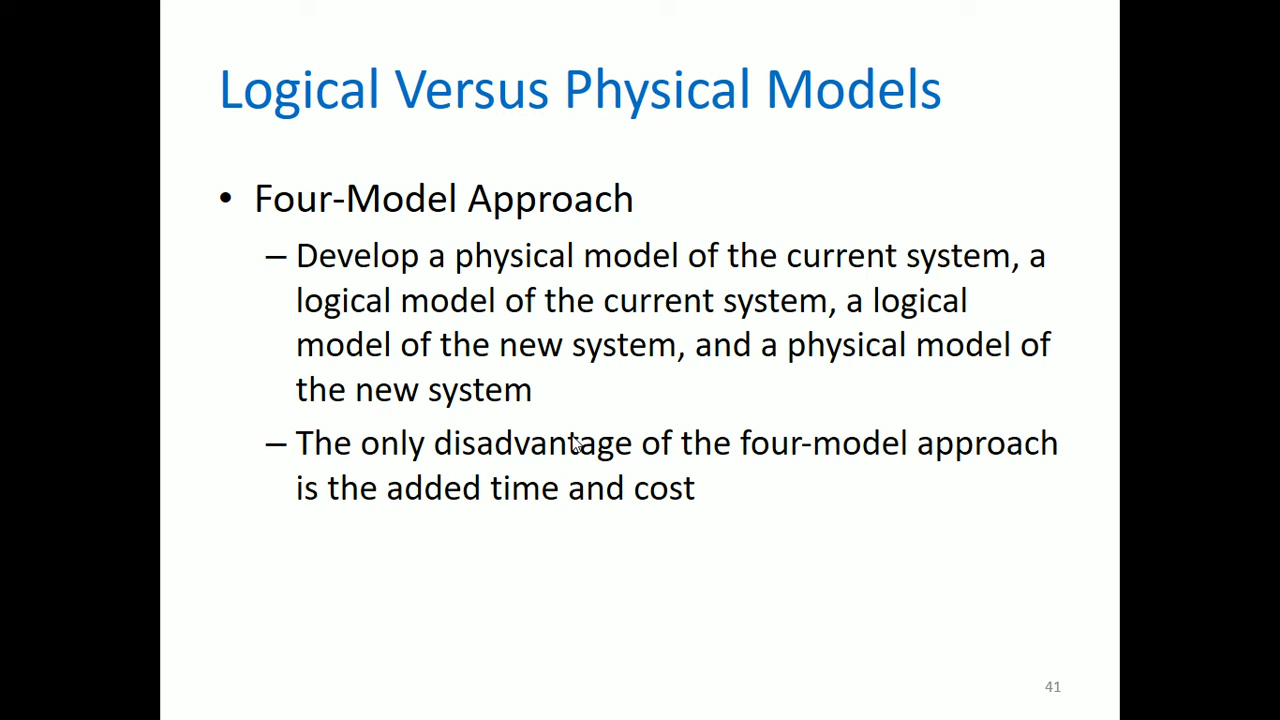 Logical Versus Physical Models
• Four-Model Approach
– Develop a physical model of the current system, a
logical model of the current system, a logical
model of the new system, and a physical model of
the new system
– The only disadvantage of the four-model approach
is the added time and cost
41